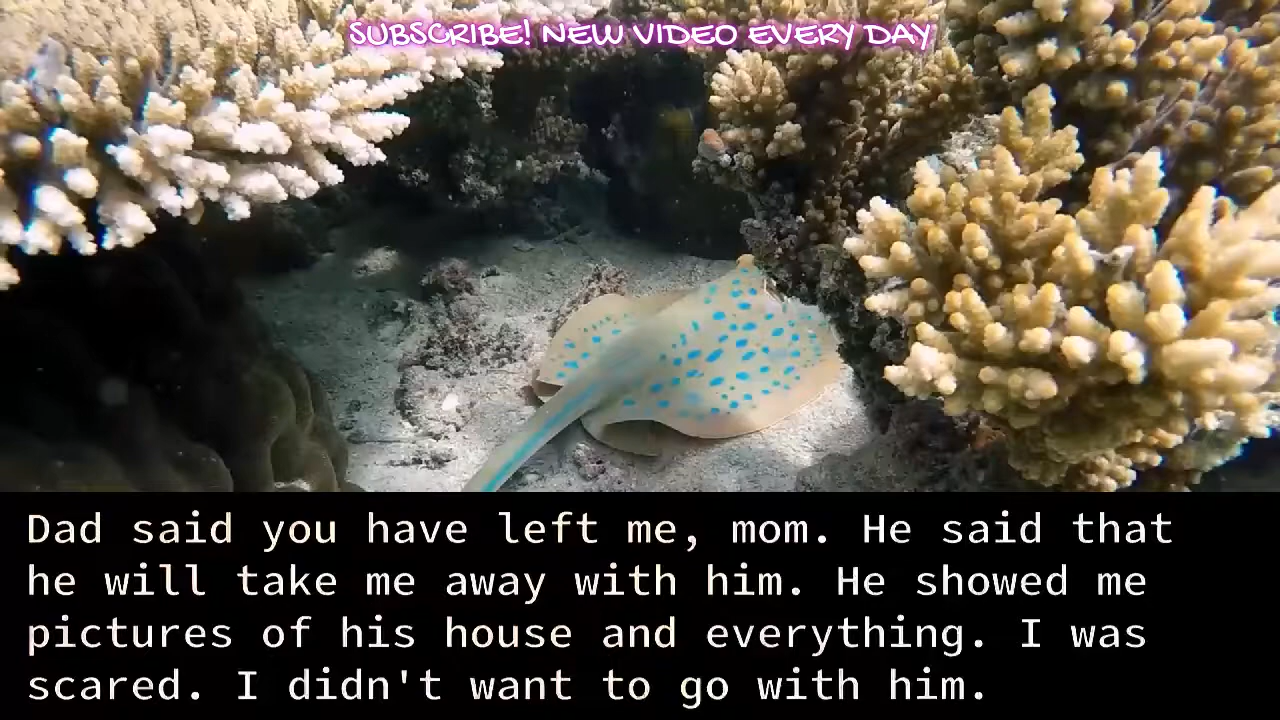 SUBSCRIBE! NEW VIDEO EVERY DAY
Dad said you have left me, mom. He said that
he will take me away with him. He showed me
pictures of his house and everything. I was
scared. I didn't want to go with him.